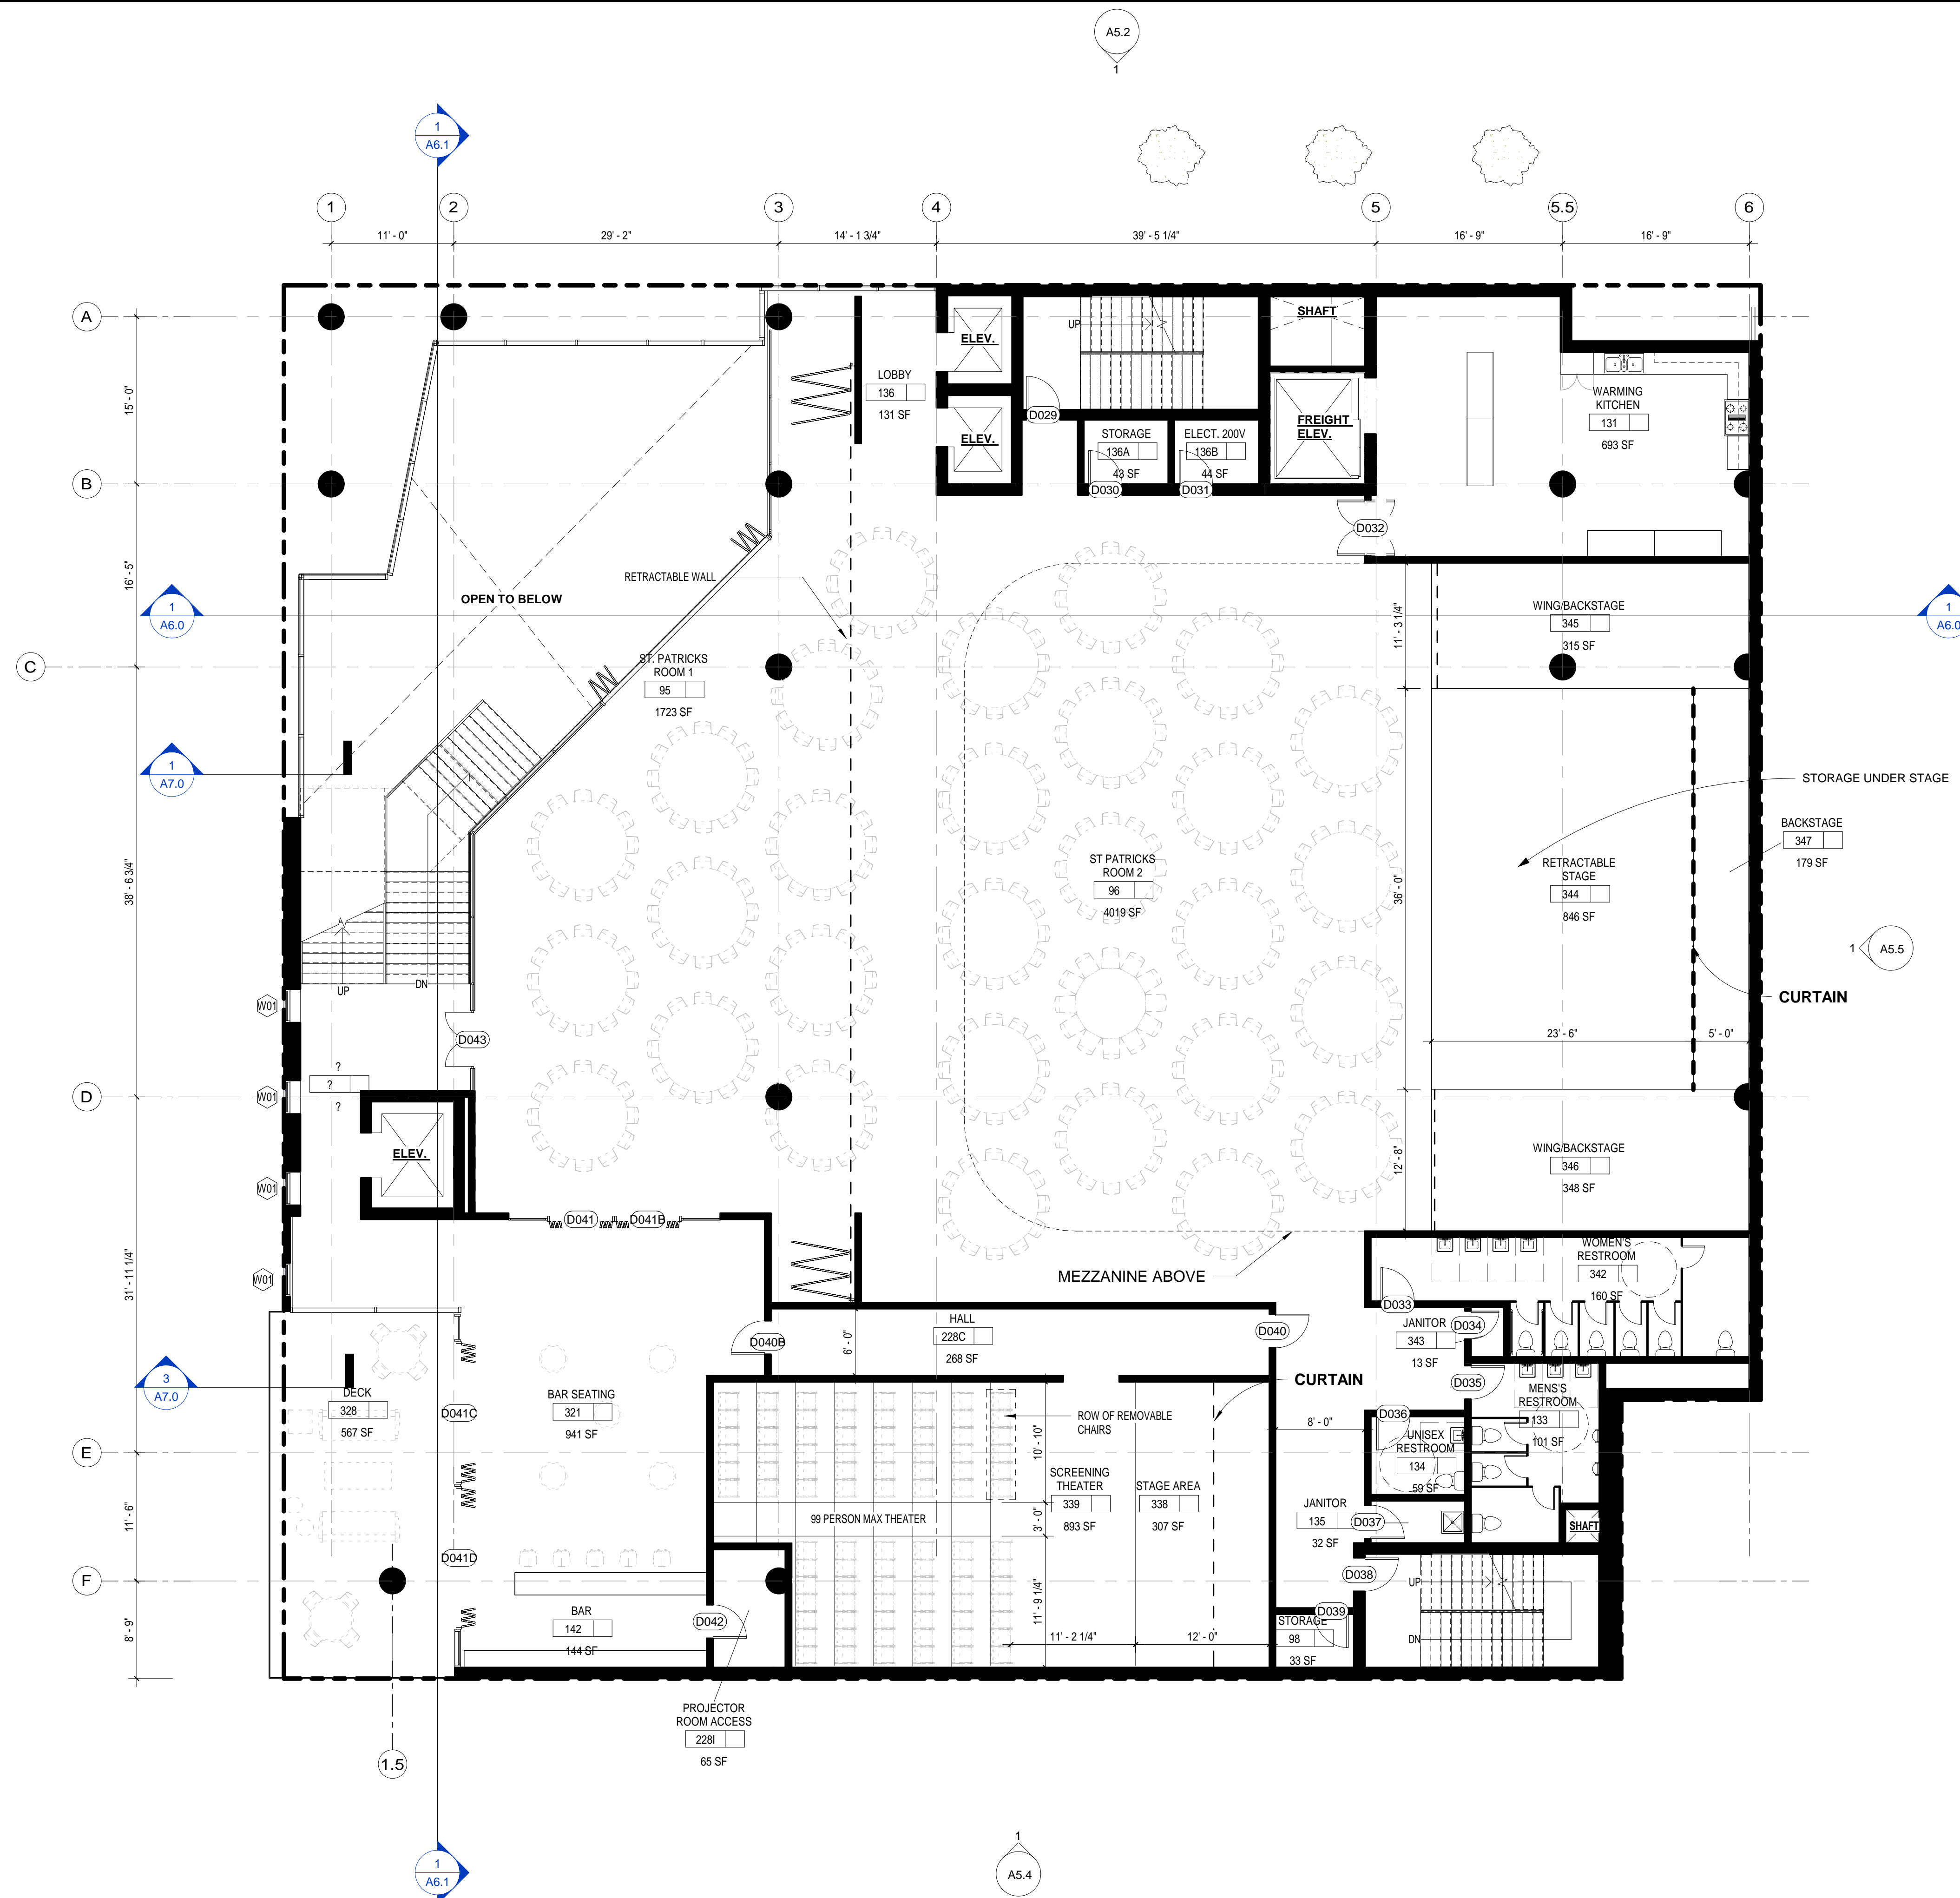 A5.2
1
1
A6.1
1
2
3
4
5
5.5
6
11' - 0"
29' - 2"
14' - 1 3/4"
39' - 5 1/4"
16' - 9"
16' - 9"
A
B
C
D
E
F
15' - 0"
16' - 5"
38' - 6 3/4"
31' - 11 1/4"
11' - 6"
8' - 9"
SHAFT
UP
ELEV.
LOBBY
136
131 SF
WARMING
KITCHEN
131
693 SF
D029
FREIGHT
ELEV.
ELEV.
STORAGE
136A
43 SF
ELECT. 200V
136B
44 SF
D030
D031
D032
RETRACTABLE WALL
OPEN TO BELOW
1
A6.0
1
A6.0
11' - 3 1/4"
WING/BACKSTAGE
345
315 SF
ST. PATRICKS
ROOM 1
95
1723 SF
1
A7.0
STORAGE UNDER STAGE
BACKSTAGE
347
179 SF
ST PATRICKS
ROOM 2
96
4019 SF
36' - 0"
RETRACTABLE
STAGE
344
846 SF
1
A5.5
UP
DN
CURTAIN
W01
D043
23' - 6"
5' - 0"
?
?
?
W01
ELEV.
12' - 8"
WING/BACKSTAGE
346
348 SF
W01
D041
D041B
WOMEN'S
RESTROOM
342
160 SF
W01
MEZZANINE ABOVE
D033
HALL
228C
268 SF
6' - 0"
D040B
D040
JANITOR
343
13 SF
D034
D035
3
A7.0
DECK
328
567 SF
D041C
BAR SEATING
321
941 SF
CURTAIN
ROW OF REMOVABLE
CHAIRS
8' - 0"
D036
MENS'S
RESTROOM
133
101 SF
UNISEX
RESTROOM
134
59 SF
10' - 10"
SCREENING
THEATER
339
893 SF
STAGE AREA
338
307 SF
99 PERSON MAX THEATER
3' - 0"
JANITOR
135
32 SF
D037
SHAFT
D041D
D038
UP
11' - 9 1/4"
BAR
142
144 SF
D042
D039
STORAGE
98
33 SF
11' - 2 1/4"
12' - 0"
DN
PROJECTOR
ROOM ACCESS
228I
65 SF
1.5
1
A6.1
1
A5.4